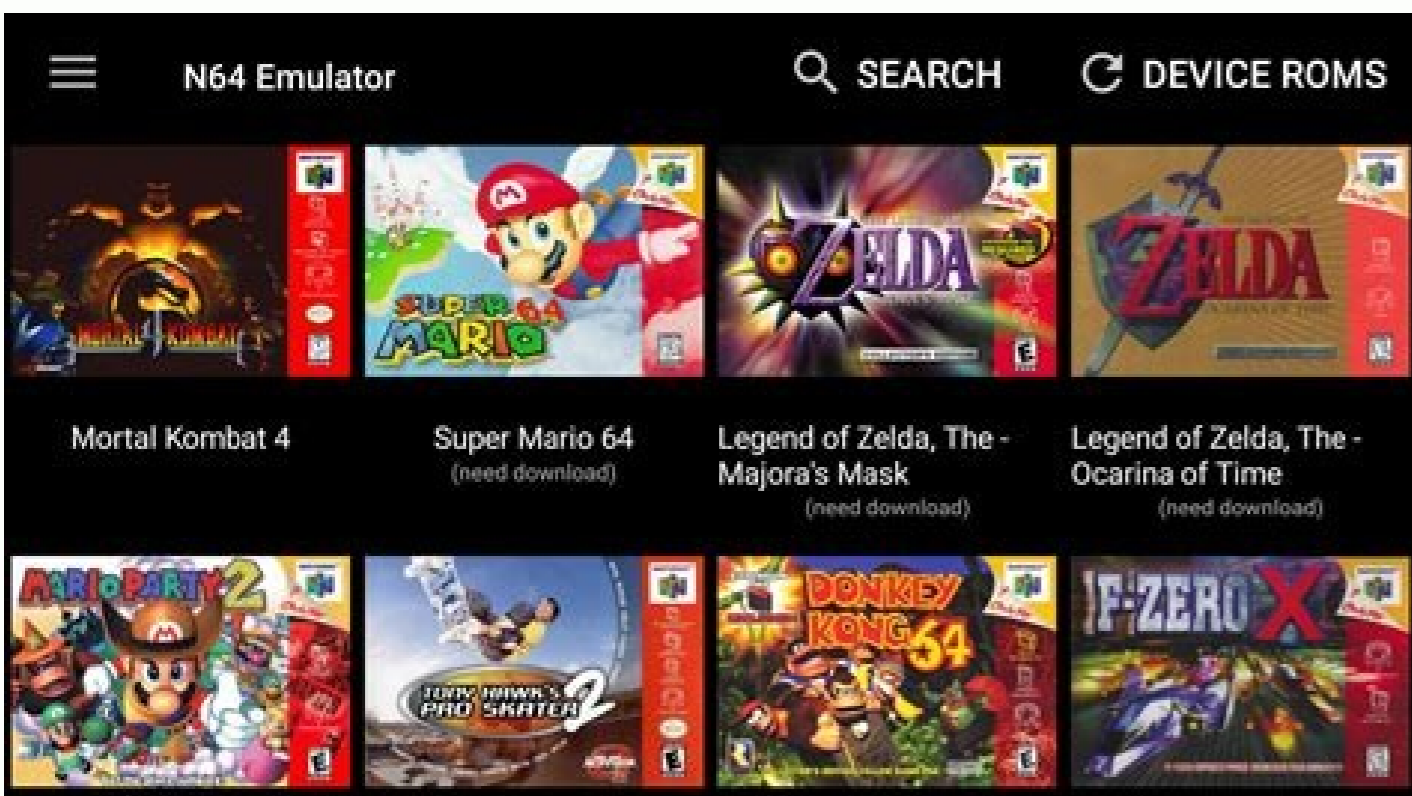 N64 Emulator
SEARCH
DEVICE ROMS
MORTAL KOMBAT
SUPER
MARIO 64
ZELDA
COLLECTOR'S EDITION
ZELDA
Mortal Kombat 4
Super Mario 64
(need download)
Legend of Zelda, The -
Majora's Mask
(need download)
Legend of Zelda, The -
Ocarina of Time
(need download)
MARIO PARTY 2
TONY HAWK'S
PRO SKATER 2
DONKEY
KONG 64
F-ZERO X